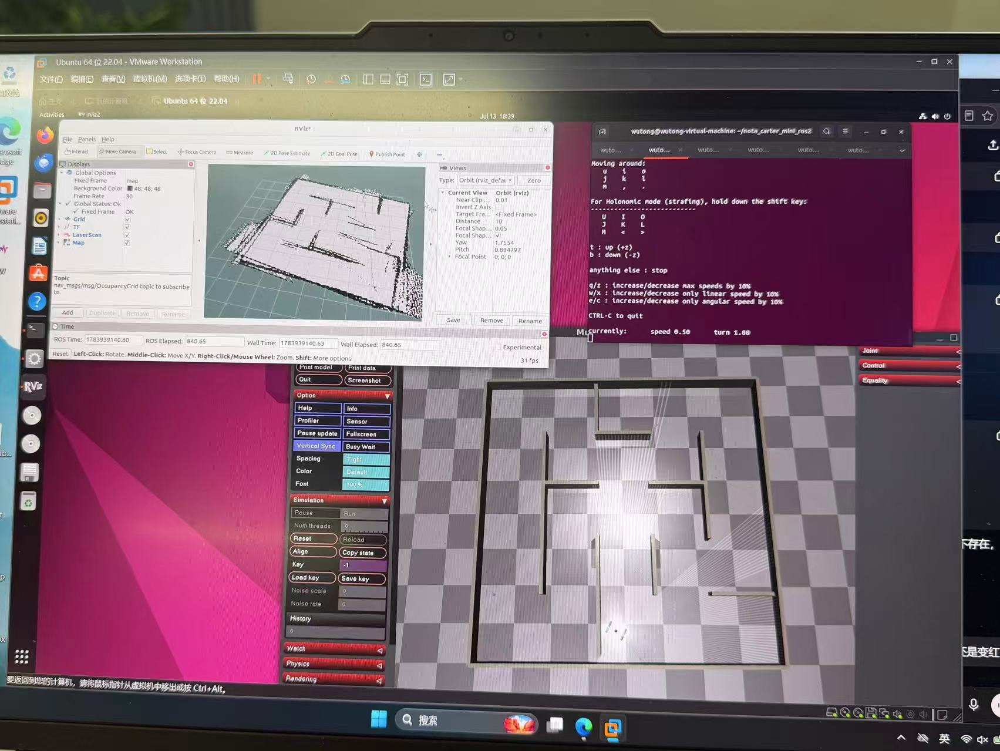 Ubuntu 64 位 22.04 - VMware Workstation
文件(F) 编辑(E) 查看(V) 虚拟机(M) 选项卡(T) 帮助(H)
主页 我的计算机 Ubuntu 64 位 22.04
Activities rviz2 Jul 13 18:39
RViz*
File Panels Help
Interact Move Camera Select Focus Camera Measure 2D Pose Estimate 2D Goal Pose Publish Point
Displays
Global Options
Fixed Frame map
Background Color 48; 48; 48
Frame Rate 30
Global Status: Ok
Fixed Frame OK
Grid
TF
LaserScan
Map
Topic
nav_msgs/msg/OccupancyGrid topic to subscribe
to.
Add Duplicate Remove Rename
Views
Type: Orbit (rviz_defau Zero
Current View Orbit (rviz)
Near Clip ... 0.01
Invert Z Axis
Target Fra... <Fixed Frame>
Distance 10
Focal Shap... 0.05
Focal Shap...
Yaw 1.7554
Pitch 0.884797
Focal Point 0; 0; 0
Save Remove Rename
Time
ROS Time: 1783939140.60 ROS Elapsed: 840.65 Wall Time: 1783939140.63 Wall Elapsed: 840.65 Experimental
Reset Left-Click: Rotate. Middle-Click: Move X/Y. Right-Click/Mouse Wheel: Zoom. Shift: More options. 31 fps
wutong@wutong-virtual-machine: ~/nota_carter_mini_ros2
wuto... wuto... wuto... wuto... wuto... wuto...
Moving around:
u i o
j k l
m , .
For Holonomic mode (strafing), hold down the shift key:
---------------------------
U I O
J K L
M < >
t : up (+z)
b : down (-z)
anything else : stop
q/z : increase/decrease max speeds by 10%
w/x : increase/decrease only linear speed by 10%
e/c : increase/decrease only angular speed by 10%
CTRL-C to quit
currently: speed 0.50 turn 1.00
Mu
Joint
Control
Equality
Print model Print data
Quit Screenshot
Option
Help Info
Profiler Sensor
Pause update Fullscreen
Vertical Sync Busy Wait
Spacing Tight
Color Default
Font 100 %
Simulation
Pause Run
Num threads 0
Reset Reload
Align Copy state
Key -1
Load key Save key
Noise scale 0
Noise rate 0
History
0
Watch
Physics
Rendering
RViz
要返回到您的计算机，请将鼠标指针从虚拟机中移出或按 Ctrl+Alt。
搜索
英
不存在，
还是变红